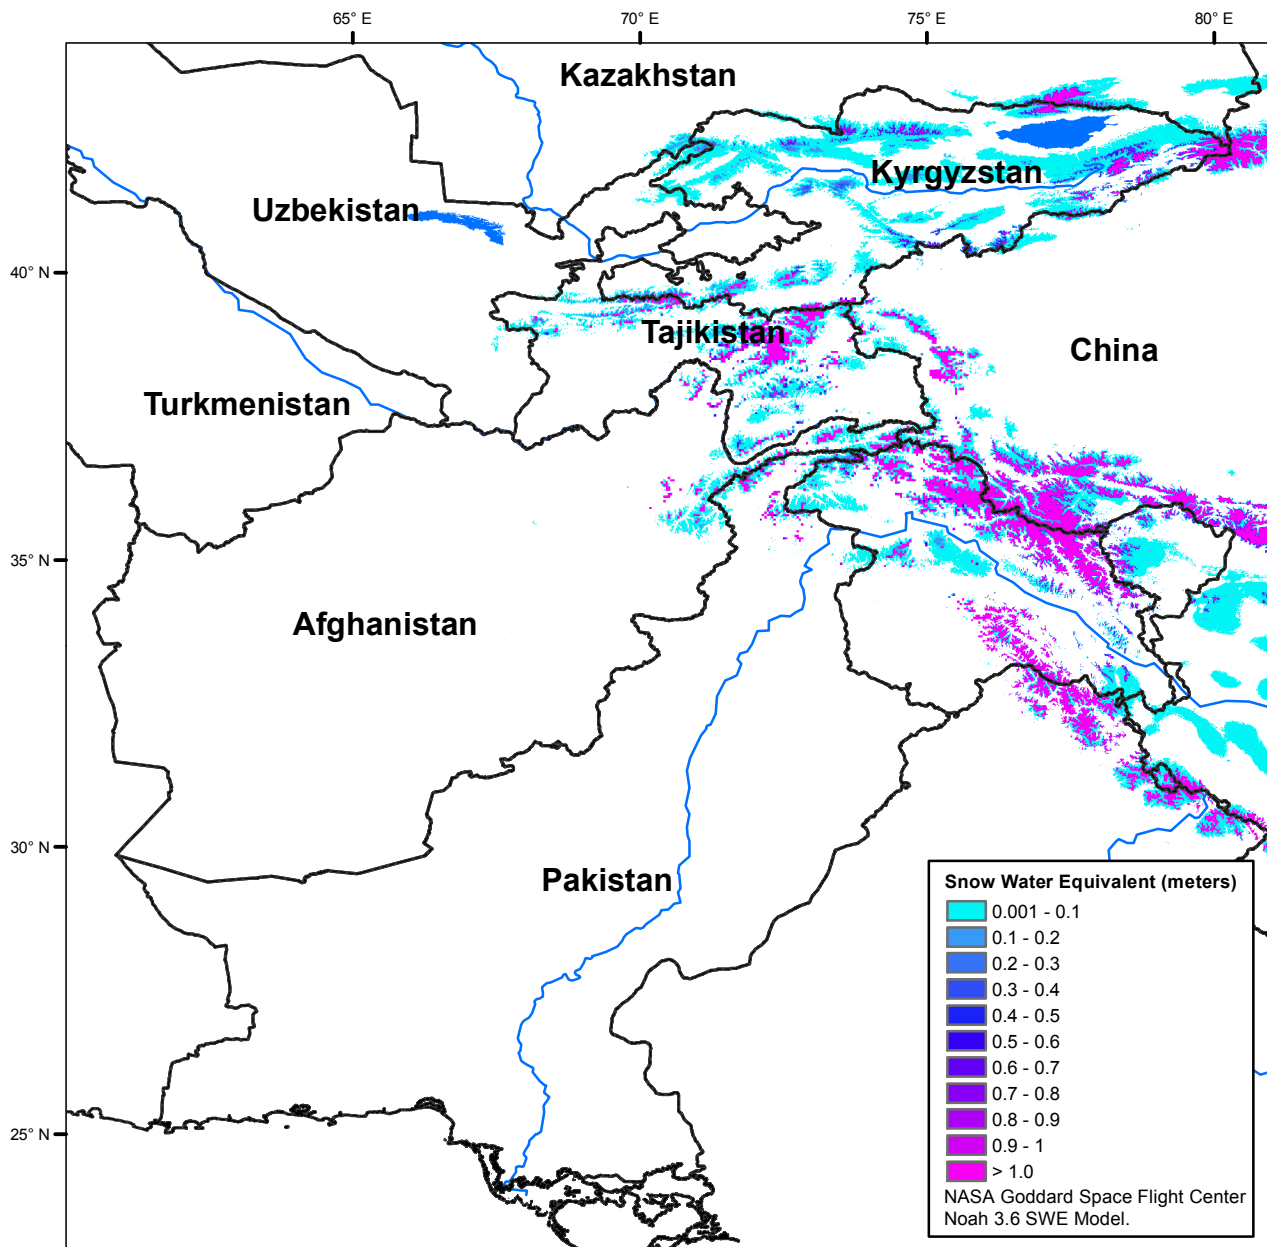 65° E
70° E
75° E
80° E
Kazakhstan
Kyrgyzstan
Uzbekistan
40° N
Tajikistan
China
Turkmenistan
35° N
Afghanistan
30° N
Pakistan
25° N
Snow Water Equivalent (meters)
0.001 - 0.1
0.1 - 0.2
0.2 - 0.3
0.3 - 0.4
0.4 - 0.5
0.5 - 0.6
0.6 - 0.7
0.7 - 0.8
0.8 - 0.9
0.9 - 1
> 1.0
NASA Goddard Space Flight Center
Noah 3.6 SWE Model.